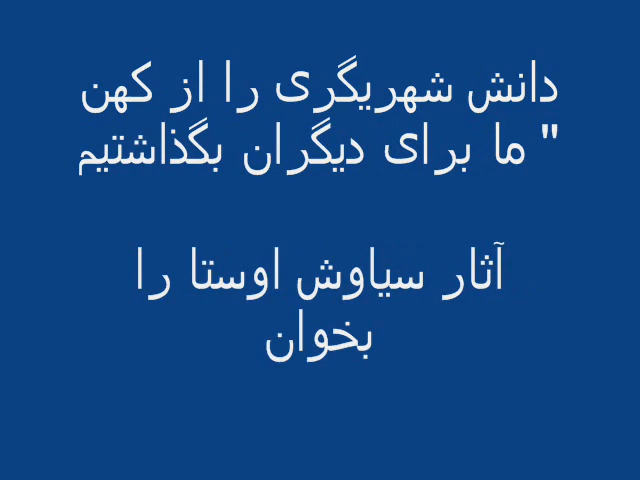 دانش شهریگری را از کهن
" ما برای دیگران بگذاشتیم
آثار سیاوش اوستا را
بخوان